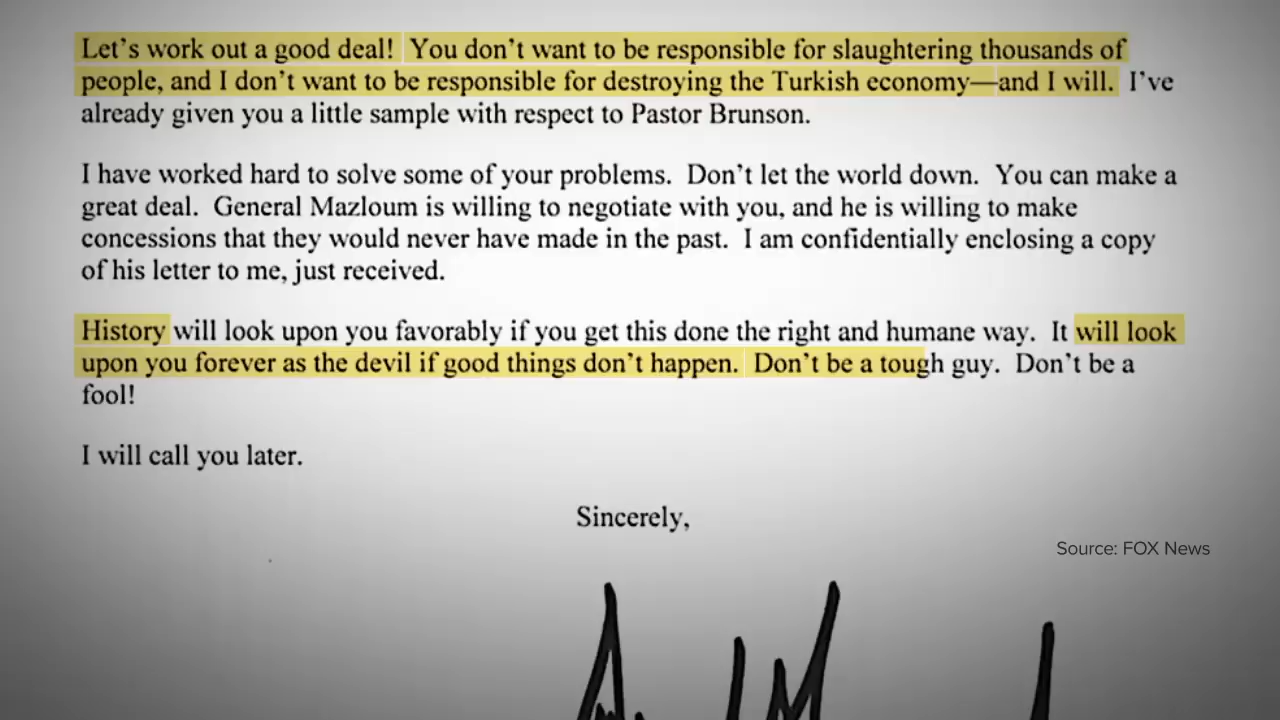 Let's work out a good deal!  You don't want to be responsible for slaughtering thousands of
people, and I don't want to be responsible for destroying the Turkish economy—and I will.  I've
already given you a little sample with respect to Pastor Brunson.
I have worked hard to solve some of your problems.  Don't let the world down.  You can make a
great deal.  General Mazloum is willing to negotiate with you, and he is willing to make
concessions that they would never have made in the past.  I am confidentially enclosing a copy
of his letter to me, just received.
History will look upon you favorably if you get this done the right and humane way.  It will look
upon you forever as the devil if good things don't happen.  Don't be a tough guy.  Don't be a
fool!
I will call you later.
Sincerely,
Source: FOX News